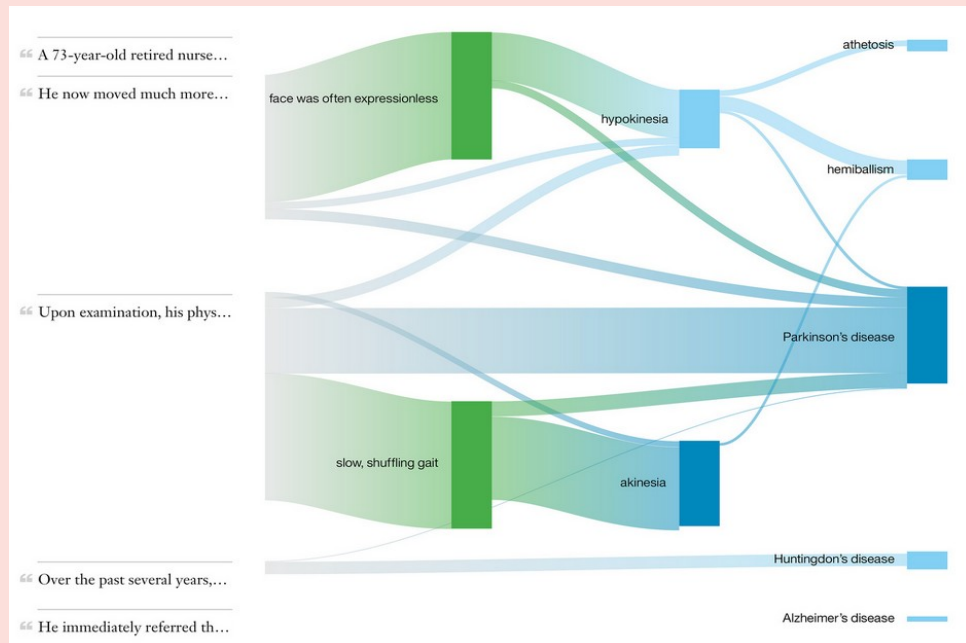 “ A 73-year-old retired nurse…
“ He now moved much more…
face was often expressionless
hypokinesia
athetosis
hemiballism
“ Upon examination, his phys…
Parkinson’s disease
slow, shuffling gait
akinesia
“ Over the past several years,…
Huntingdon’s disease
“ He immediately referred th…
Alzheimer’s disease